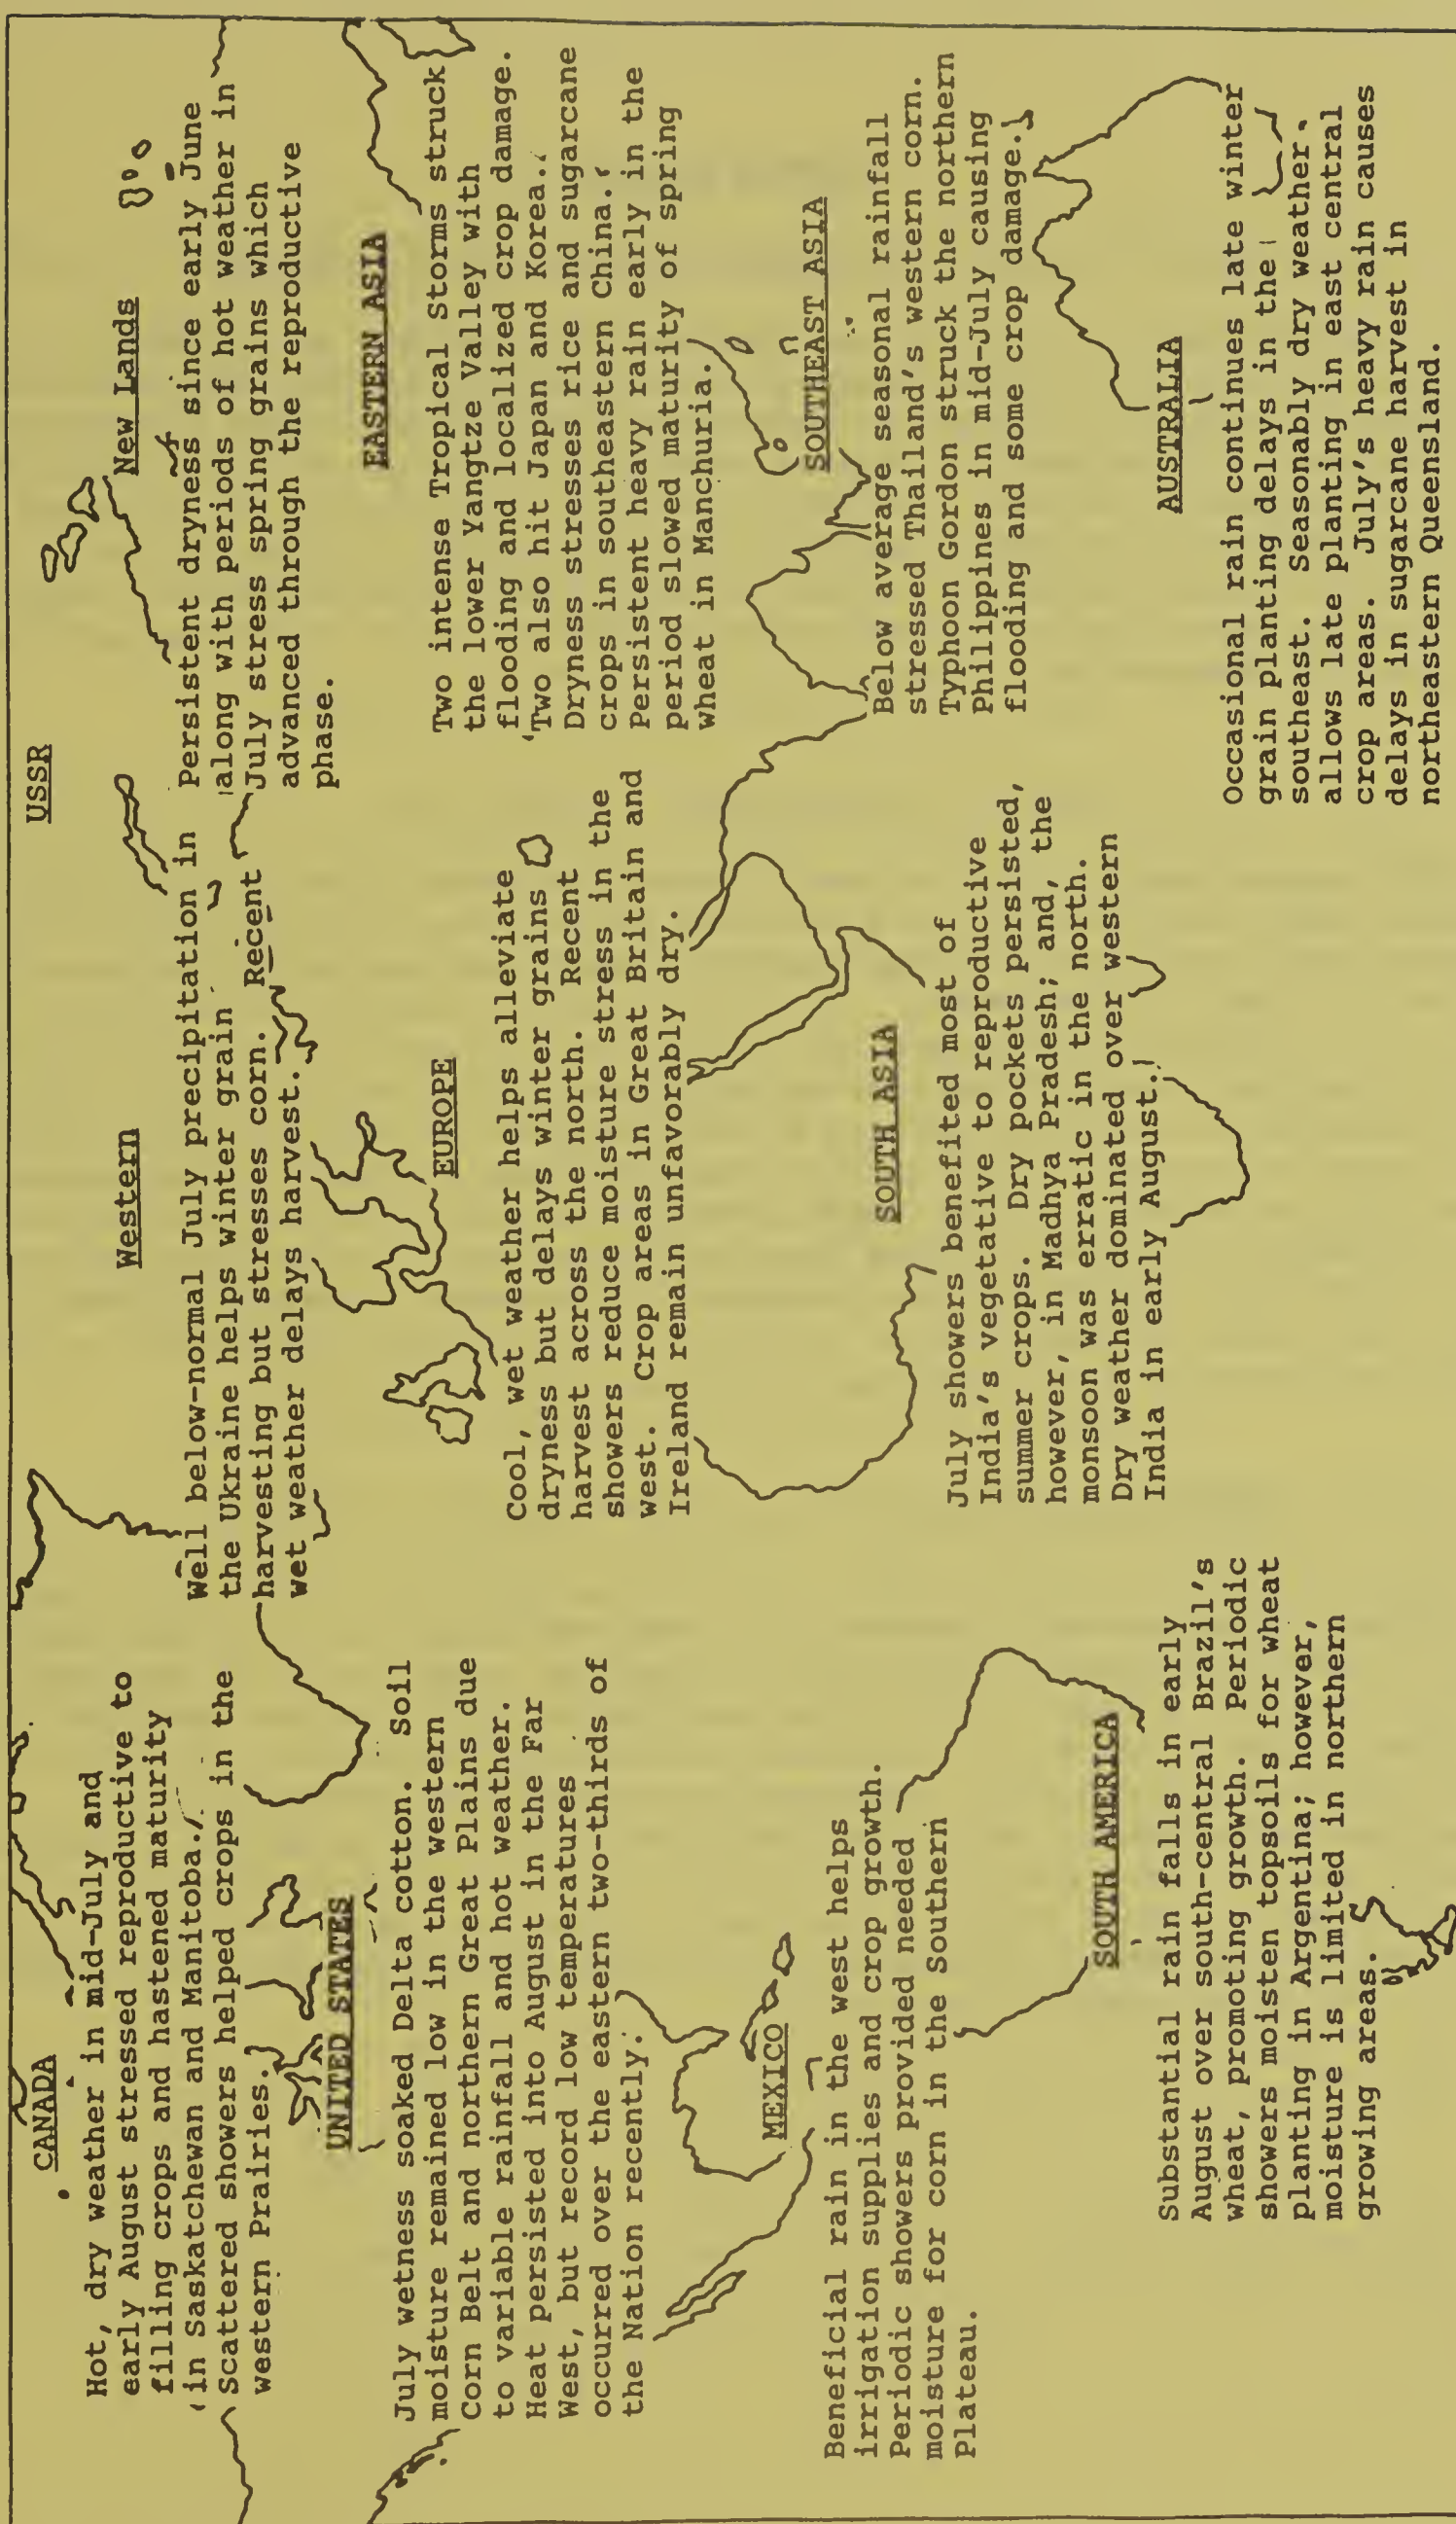 CANADA
Hot, dry weather in mid-July and
early August stressed reproductive to
filling crops and hastened maturity
in Saskatchewan and Manitoba.
Scattered showers helped crops in the
western Prairies.
UNITED STATES
July wetness soaked Delta cotton. Soil
moisture remained low in the western
Corn Belt and northern Great Plains due
to variable rainfall and hot weather.
Heat persisted into August in the Far
West, but record low temperatures
occurred over the eastern two-thirds of
the Nation recently.
MEXICO
Beneficial rain in the west helps
irrigation supplies and crop growth.
Periodic showers provided needed
moisture for corn in the Southern
Plateau.
SOUTH AMERICA
Substantial rain falls in early
August over south-central Brazil's
wheat, promoting growth. Periodic
showers moisten topsoils for wheat
planting in Argentina; however,
moisture is limited in northern
growing areas.
USSR
Western
Well below-normal July precipitation in
the Ukraine helps winter grain
harvesting but stresses corn. Recent
wet weather delays harvest.
New Lands
Persistent dryness since early June
along with periods of hot weather in
July stress spring grains which
advanced through the reproductive
phase.
EUROPE
Cool, wet weather helps alleviate
dryness but delays winter grains
harvest across the north. Recent
showers reduce moisture stress in the
west. Crop areas in Great Britain and
Ireland remain unfavorably dry.
SOUTH ASIA
July showers benefited most of
India's vegetative to reproductive
summer crops. Dry pockets persisted,
however, in Madhya Pradesh; and, the
monsoon was erratic in the north.
Dry weather dominated over western
India in early August.
EASTERN ASIA
Two intense Tropical Storms struck
the lower Yangtze Valley with
flooding and localized crop damage.
Two also hit Japan and Korea.
Dryness stresses rice and sugarcane
crops in southeastern China.
Persistent heavy rain early in the
period slowed maturity of spring
wheat in Manchuria.
SOUTHEAST ASIA
Below average seasonal rainfall
stressed Thailand's western corn.
Typhoon Gordon struck the northern
Philippines in mid-July causing
flooding and some crop damage.
AUSTRALIA
Occasional rain continues late winter
grain planting delays in the
southeast. Seasonably dry weather
allows late planting in east central
crop areas. July's heavy rain causes
delays in sugarcane harvest in
northeastern Queensland.